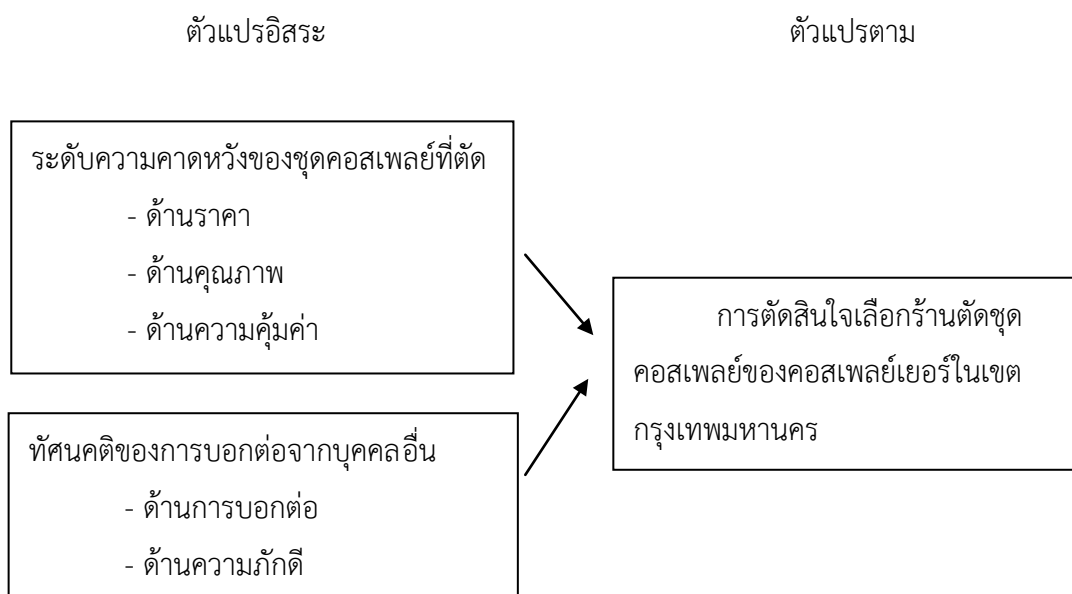 ตัวแปรอิสระ
ตัวแปรตาม
ระดับความคาดหวังของชุดคอสเพลย์ที่ตัด
- ด้านราคา
- ด้านคุณภาพ
- ด้านความคุ้มค่า
การตัดสินใจเลือกร้านตัดชุด
คอสเพลย์ของคอสเพลย์เยอร์ในเขต
กรุงเทพมหานคร
ทัศนคติของการบอกต่อจากบุคคลอื่น
- ด้านการบอกต่อ
- ด้านความภักดี